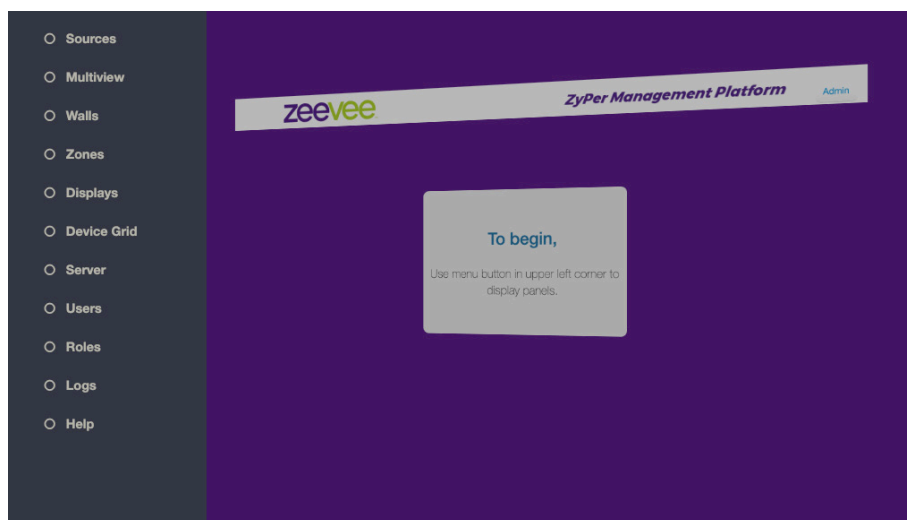 Sources
Multiview
Walls
Zones
Displays
Device Grid
Server
Users
Roles
Logs
Help
zeevee
ZyPer Management Platform
Admin
To begin,
Use menu button in upper left corner to
display panels.